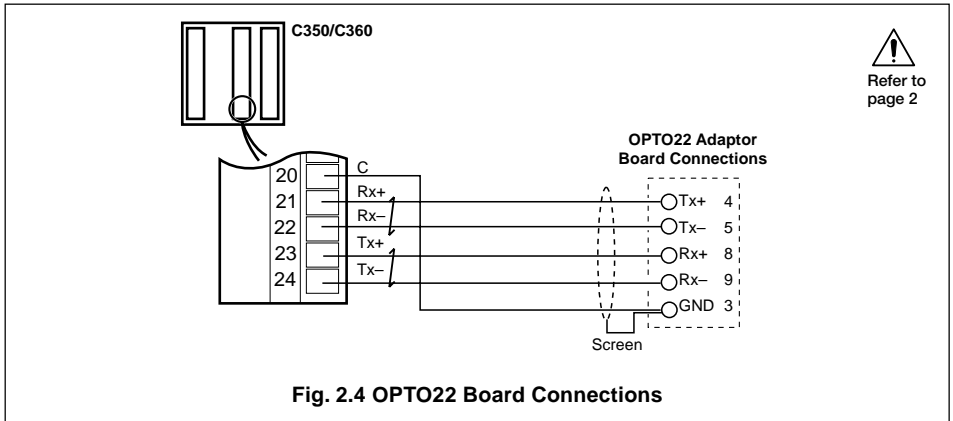 C350/C360
Refer to
page 2
OPTO22 Adaptor
Board Connections
20 C
21 Rx+ Tx+ 4
22 Rx– Tx– 5
23 Tx+ Rx+ 8
24 Tx– Rx– 9
GND 3
Screen
Fig. 2.4 OPTO22 Board Connections